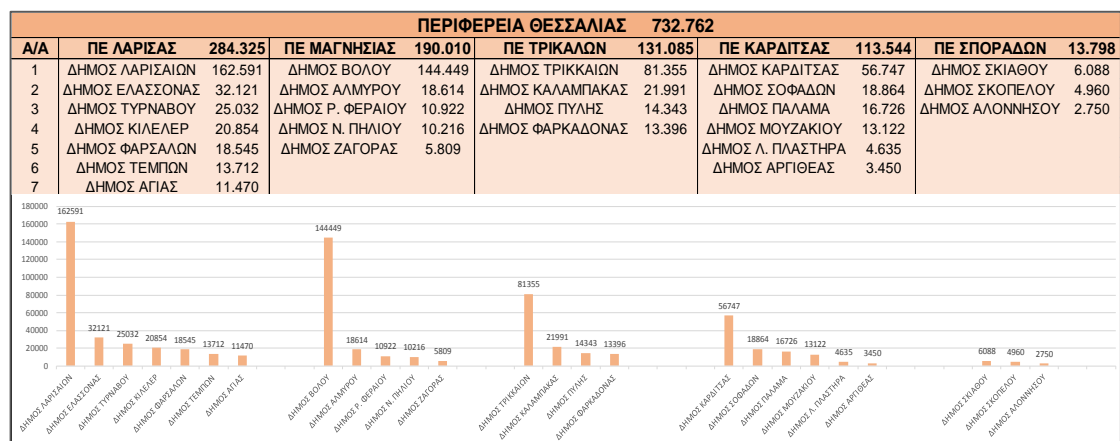 ΠΕΡΙΦΕΡΕΙΑ ΘΕΣΣΑΛΙΑΣ 732.762
Α/Α ΠΕ ΛΑΡΙΣΑΣ 284.325 ΠΕ ΜΑΓΝΗΣΙΑΣ 190.010 ΠΕ ΤΡΙΚΑΛΩΝ 131.085 ΠΕ ΚΑΡΔΙΤΣΑΣ 113.544 ΠΕ ΣΠΟΡΑΔΩΝ 13.798
1 ΔΗΜΟΣ ΛΑΡΙΣΑΙΩΝ 162.591 ΔΗΜΟΣ ΒΟΛΟΥ 144.449 ΔΗΜΟΣ ΤΡΙΚΚΑΙΩΝ 81.355 ΔΗΜΟΣ ΚΑΡΔΙΤΣΑΣ 56.747 ΔΗΜΟΣ ΣΚΙΑΘΟΥ 6.088
2 ΔΗΜΟΣ ΕΛΑΣΣΟΝΑΣ 32.121 ΔΗΜΟΣ ΑΛΜΥΡΟΥ 18.614 ΔΗΜΟΣ ΚΑΛΑΜΠΑΚΑΣ 21.991 ΔΗΜΟΣ ΣΟΦΑΔΩΝ 18.864 ΔΗΜΟΣ ΣΚΟΠΕΛΟΥ 4.960
3 ΔΗΜΟΣ ΤΥΡΝΑΒΟΥ 25.032 ΔΗΜΟΣ Ρ. ΦΕΡΑΙΟΥ 10.922 ΔΗΜΟΣ ΠΥΛΗΣ 14.343 ΔΗΜΟΣ ΠΑΛΑΜΑ 16.726 ΔΗΜΟΣ ΑΛΟΝΝΗΣΟΥ 2.750
4 ΔΗΜΟΣ ΚΙΛΕΛΕΡ 20.854 ΔΗΜΟΣ Ν. ΠΗΛΙΟΥ 10.216 ΔΗΜΟΣ ΦΑΡΚΑΔΟΝΑΣ 13.396 ΔΗΜΟΣ ΜΟΥΖΑΚΙΟΥ 13.122
5 ΔΗΜΟΣ ΦΑΡΣΑΛΩΝ 18.545 ΔΗΜΟΣ ΖΑΓΟΡΑΣ 5.809 ΔΗΜΟΣ Λ. ΠΛΑΣΤΗΡΑ 4.635
6 ΔΗΜΟΣ ΤΕΜΠΩΝ 13.712 ΔΗΜΟΣ ΑΡΓΙΘΕΑΣ 3.450
7 ΔΗΜΟΣ ΑΓΙΑΣ 11.470
180000
160000
140000
120000
100000
80000
60000
40000
20000
0
162591 32121 25032 20854 18545 13712 11470 144449 18614 10922 10216 5809 81355 21991 14343 13396 56747 18864 16726 13122 4635 3450 6088 4960 2750
ΔΗΜΟΣ ΛΑΡΙΣΑΙΩΝ
ΔΗΜΟΣ ΕΛΑΣΣΟΝΑΣ
ΔΗΜΟΣ ΤΥΡΝΑΒΟΥ
ΔΗΜΟΣ ΚΙΛΕΛΕΡ
ΔΗΜΟΣ ΦΑΡΣΑΛΩΝ
ΔΗΜΟΣ ΤΕΜΠΩΝ
ΔΗΜΟΣ ΑΓΙΑΣ
ΔΗΜΟΣ ΒΟΛΟΥ
ΔΗΜΟΣ ΑΛΜΥΡΟΥ
ΔΗΜΟΣ Ρ. ΦΕΡΑΙΟΥ
ΔΗΜΟΣ Ν. ΠΗΛΙΟΥ
ΔΗΜΟΣ ΖΑΓΟΡΑΣ
ΔΗΜΟΣ ΤΡΙΚΚΑΙΩΝ
ΔΗΜΟΣ ΚΑΛΑΜΠΑΚΑΣ
ΔΗΜΟΣ ΠΥΛΗΣ
ΔΗΜΟΣ ΦΑΡΚΑΔΟΝΑΣ
ΔΗΜΟΣ ΚΑΡΔΙΤΣΑΣ
ΔΗΜΟΣ ΣΟΦΑΔΩΝ
ΔΗΜΟΣ ΠΑΛΑΜΑ
ΔΗΜΟΣ ΜΟΥΖΑΚΙΟΥ
ΔΗΜΟΣ Λ. ΠΛΑΣΤΗΡΑ
ΔΗΜΟΣ ΑΡΓΙΘΕΑΣ
ΔΗΜΟΣ ΣΚΙΑΘΟΥ
ΔΗΜΟΣ ΣΚΟΠΕΛΟΥ
ΔΗΜΟΣ ΑΛΟΝΝΗΣΟΥ